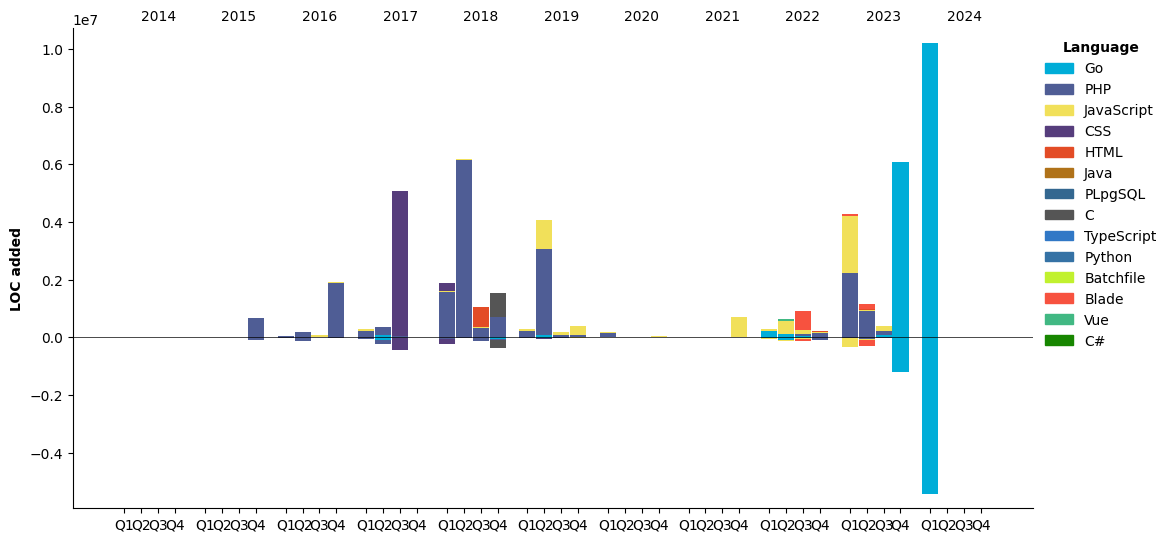 1e7
2014 2015 2016 2017 2018 2019 2020 2021 2022 2023 2024
LOC added
1.0
0.8
0.6
0.4
0.2
0.0
−0.2
−0.4
Q1Q2Q3Q4 Q1Q2Q3Q4 Q1Q2Q3Q4 Q1Q2Q3Q4 Q1Q2Q3Q4 Q1Q2Q3Q4 Q1Q2Q3Q4 Q1Q2Q3Q4 Q1Q2Q3Q4 Q1Q2Q3Q4 Q1Q2Q3Q4
Language
Go
PHP
JavaScript
CSS
HTML
Java
PLpgSQL
C
TypeScript
Python
Batchfile
Blade
Vue
C#